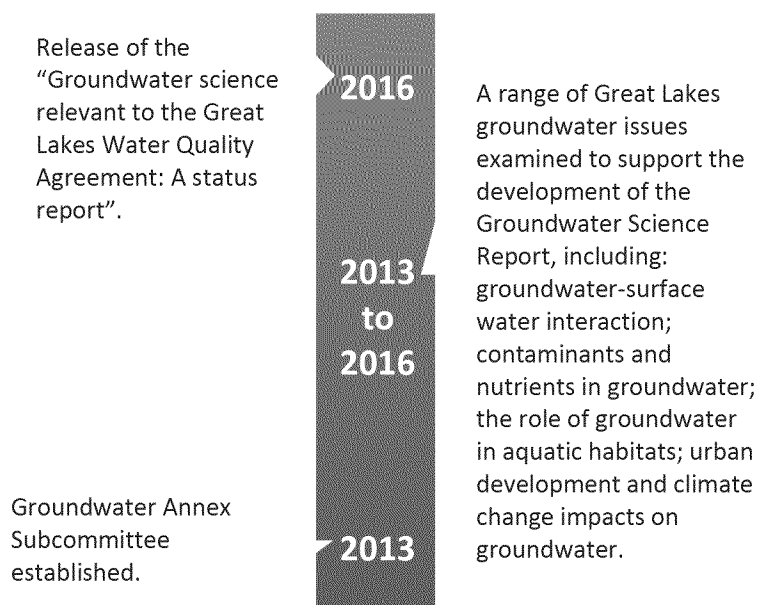 Release of the
“Groundwater science
relevant to the Great
Lakes Water Quality
Agreement: A status
report”.
2016
A range of Great Lakes
groundwater issues
examined to support the
development of the
Groundwater Science
Report, including:
groundwater-surface
water interaction;
contaminants and
nutrients in groundwater;
the role of groundwater
in aquatic habitats; urban
development and climate
change impacts on
groundwater.
2013
to
2016
Groundwater Annex
Subcommittee
established.
2013